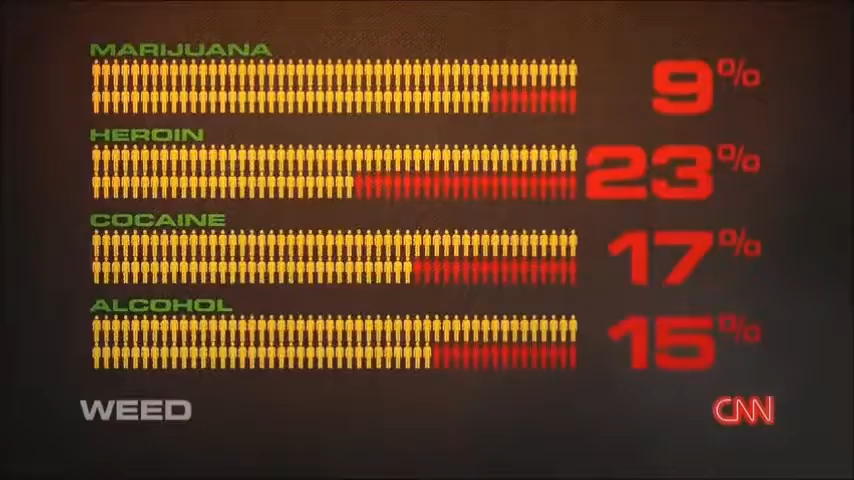 MARIJUANA
9%
HEROIN
23%
COCAINE
17%
ALCOHOL
15%
WEED
CNN